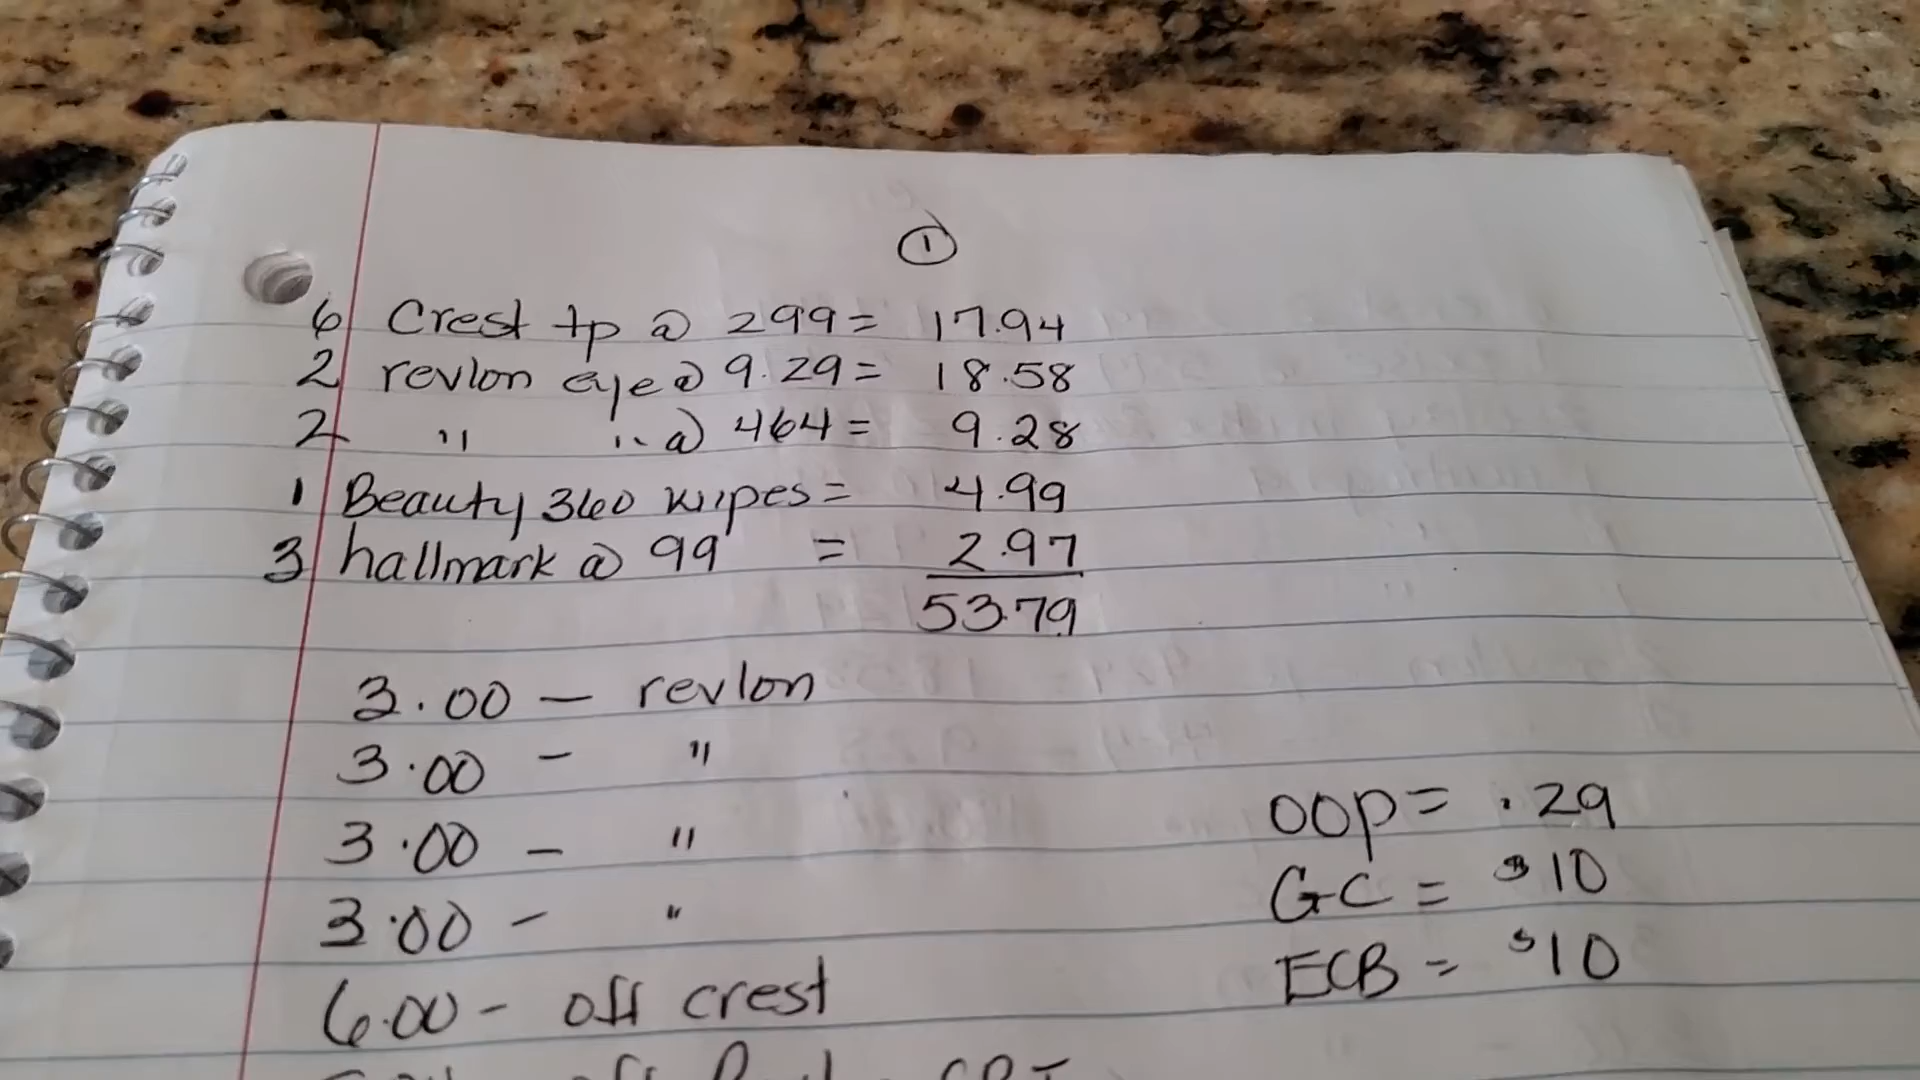 ①
6 Crest tp @ 299 = 17.94
2 revlon eye @ 9.29 = 18.58
2 " " @ 464 = 9.28
1 Beauty 360 wipes = 4.99
3 hallmark @ 99 = 2.97
53.79
3.00 - revlon
3.00 - "
3.00 - "
3.00 - "
6.00 - off crest
OOP = .29
GC = $10
ECB = $10
off